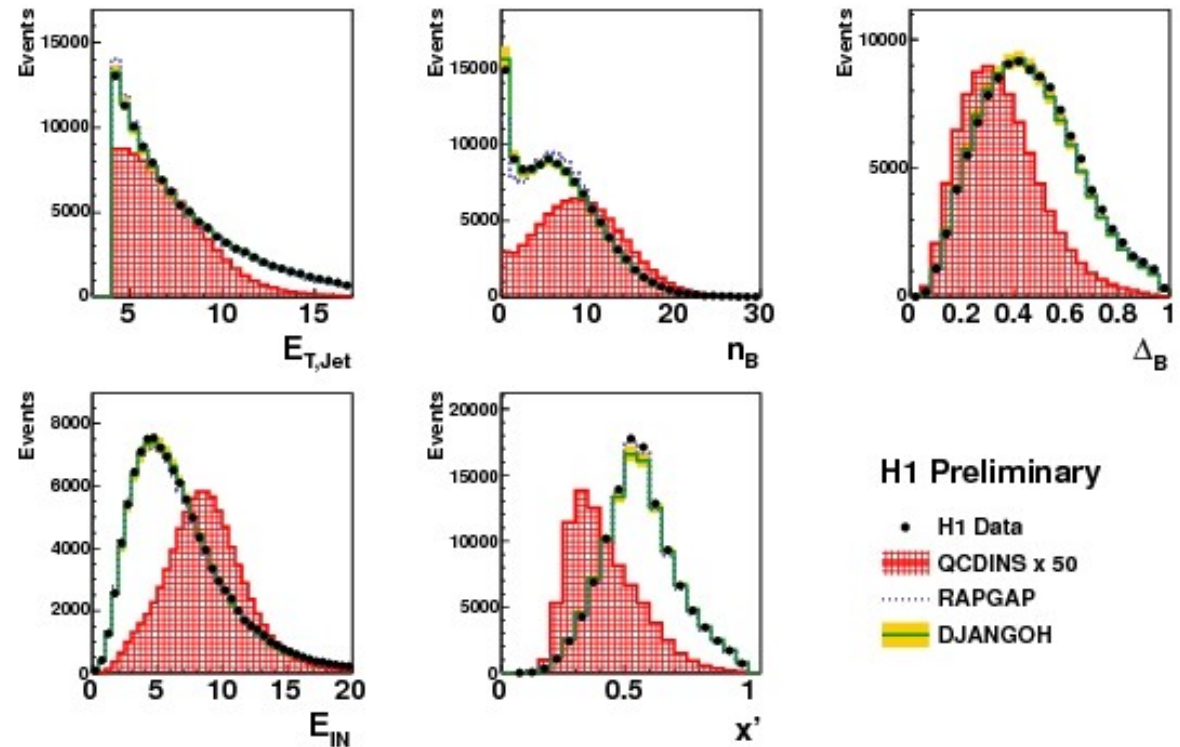 Events
15000
10000
5000
0
5 10 15
E_T,Jet
Events
15000
10000
5000
0
0 10 20 30
n_B
Events
10000
5000
0
0 0.2 0.4 0.6 0.8 1
Δ_B
Events
8000
6000
4000
2000
0
0 5 10 15 20
E_IN
Events
20000
15000
10000
5000
0
0 0.5 1
x'
H1 Preliminary
H1 Data
QCDINS x 50
RAPGAP
DJANGOH